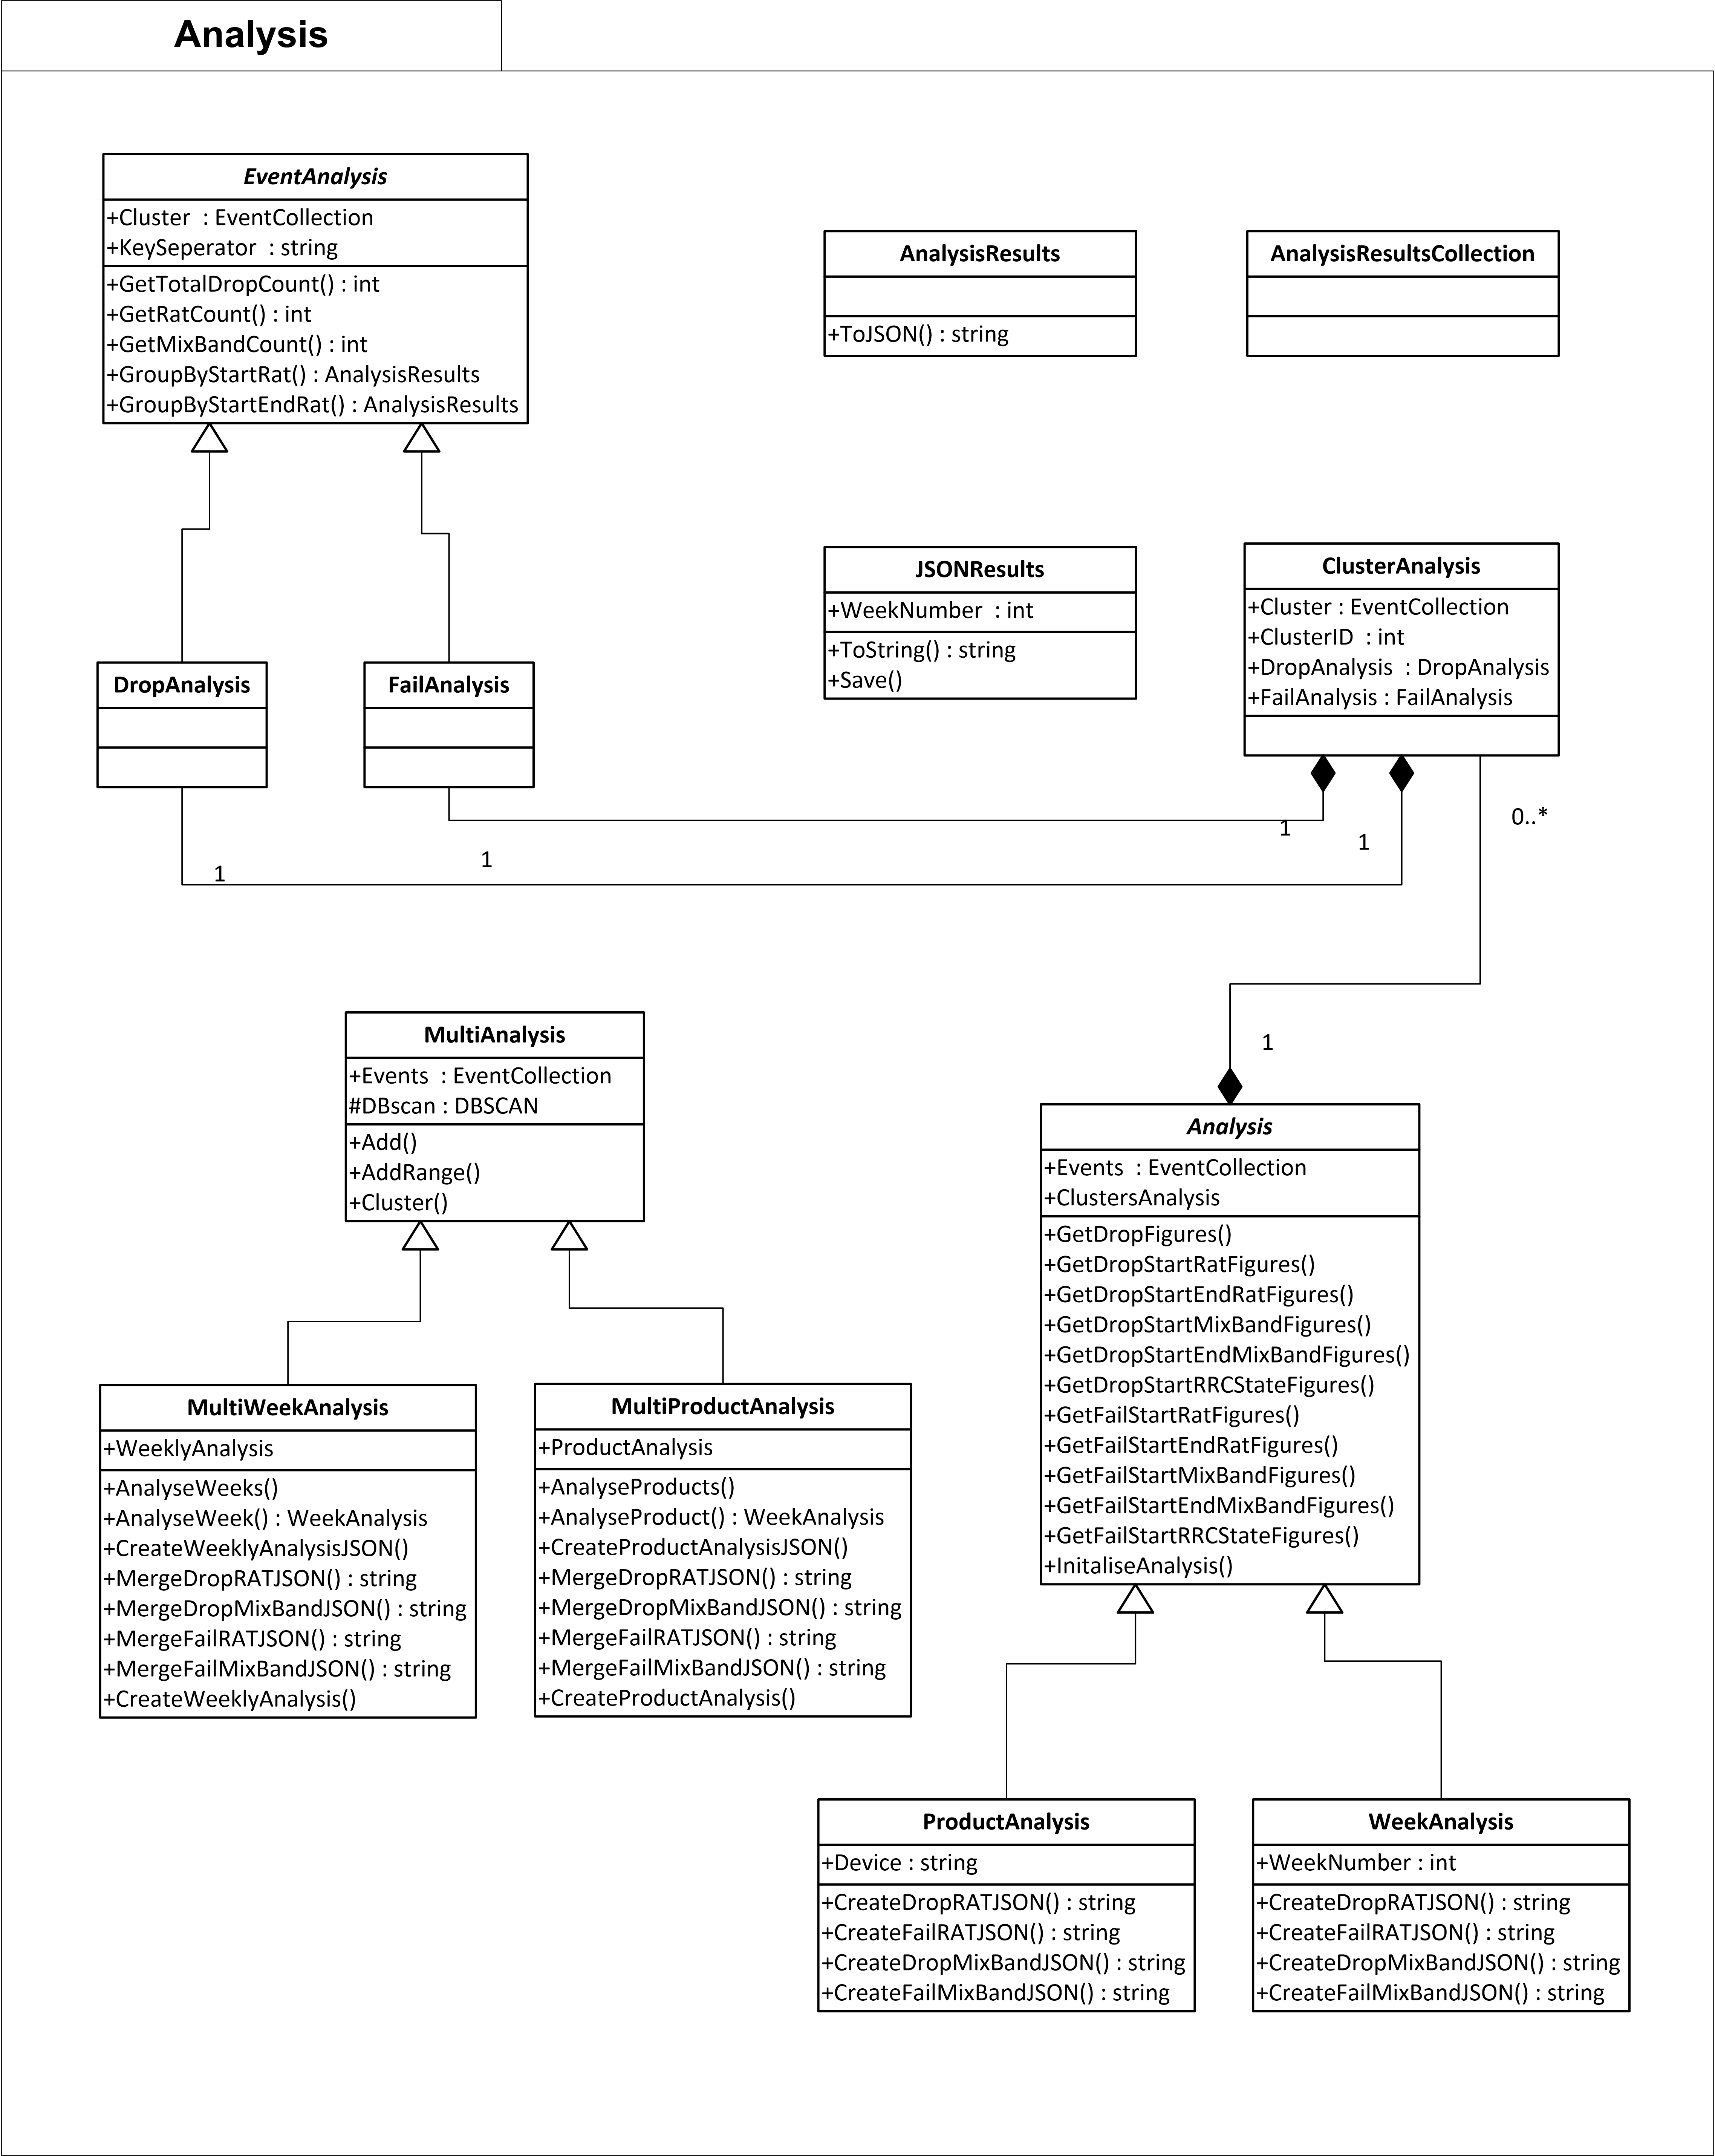 Analysis
EventAnalysis
+Cluster : EventCollection
+KeySeperator : string
+GetTotalDropCount() : int
+GetRatCount() : int
+GetMixBandCount() : int
+GroupByStartRat() : AnalysisResults
+GroupByStartEndRat() : AnalysisResults
AnalysisResults
+ToJSON() : string
AnalysisResultsCollection
DropAnalysis
FailAnalysis
JSONResults
+WeekNumber : int
+ToString() : string
+Save()
ClusterAnalysis
+Cluster : EventCollection
+ClusterID : int
+DropAnalysis : DropAnalysis
+FailAnalysis : FailAnalysis
0..*
1
1
1
1
1
MultiAnalysis
+Events : EventCollection
#DBscan : DBSCAN
+Add()
+AddRange()
+Cluster()
Analysis
+Events : EventCollection
+ClustersAnalysis
+GetDropFigures()
+GetDropStartRatFigures()
+GetDropStartEndRatFigures()
+GetDropStartMixBandFigures()
+GetDropStartEndMixBandFigures()
+GetDropStartRRCStateFigures()
+GetFailStartRatFigures()
+GetFailStartEndRatFigures()
+GetFailStartMixBandFigures()
+GetFailStartEndMixBandFigures()
+GetFailStartRRCStateFigures()
+InitaliseAnalysis()
MultiWeekAnalysis
+WeeklyAnalysis
+AnalyseWeeks()
+AnalyseWeek() : WeekAnalysis
+CreateWeeklyAnalysisJSON()
+MergeDropRATJSON() : string
+MergeDropMixBandJSON() : string
+MergeFailRATJSON() : string
+MergeFailMixBandJSON() : string
+CreateWeeklyAnalysis()
MultiProductAnalysis
+ProductAnalysis
+AnalyseProducts()
+AnalyseProduct() : WeekAnalysis
+CreateProductAnalysisJSON()
+MergeDropRATJSON() : string
+MergeDropMixBandJSON() : string
+MergeFailRATJSON() : string
+MergeFailMixBandJSON() : string
+CreateProductAnalysis()
ProductAnalysis
+Device : string
+CreateDropRATJSON() : string
+CreateFailRATJSON() : string
+CreateDropMixBandJSON() : string
+CreateFailMixBandJSON() : string
WeekAnalysis
+WeekNumber : int
+CreateDropRATJSON() : string
+CreateFailRATJSON() : string
+CreateDropMixBandJSON() : string
+CreateFailMixBandJSON() : string